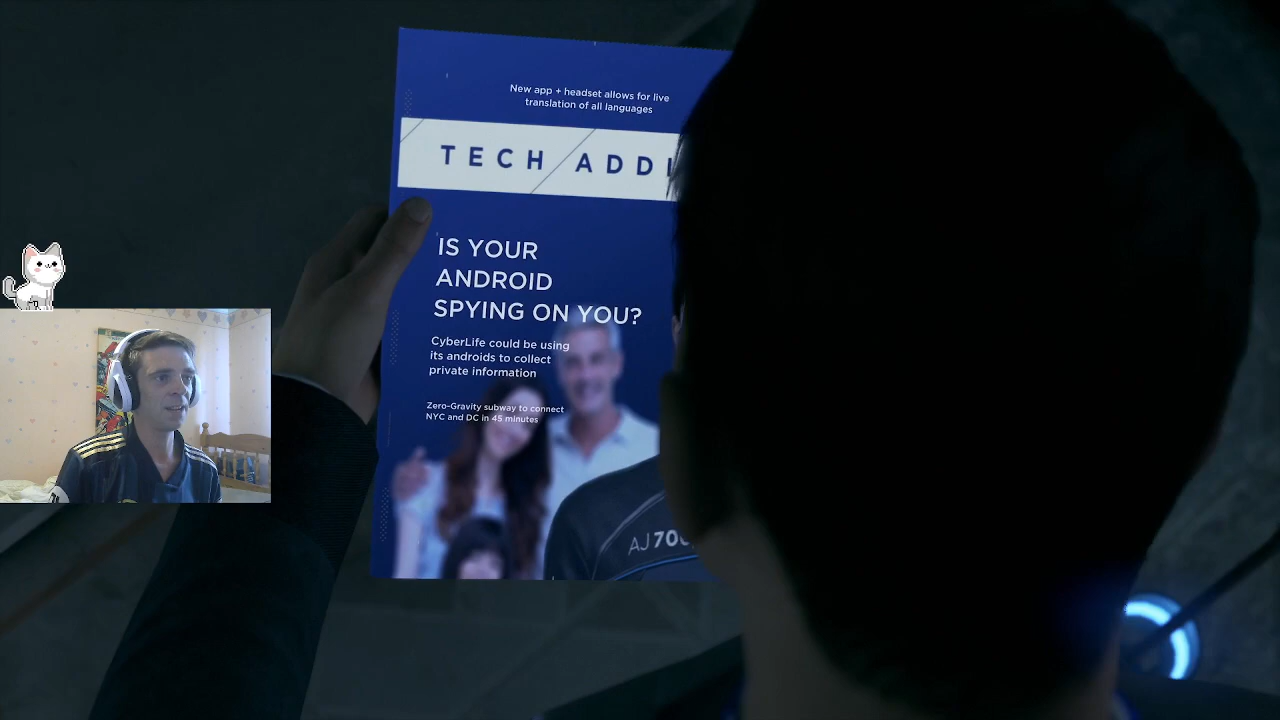 New app + headset allows for live
translation of all languages
TECH ADDI
IS YOUR
ANDROID
SPYING ON YOU?
CyberLife could be using
its androids to collect
private information
Zero-Gravity subway to connect
NYC and DC in 45 minutes
AJ700